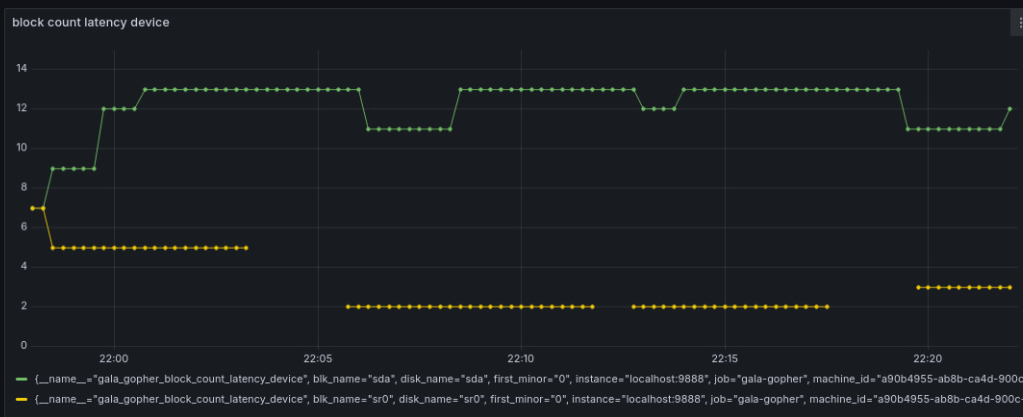 block count latency device
14
12
10
8
6
4
2
0
22:00 22:05 22:10 22:15 22:20
{__name__="gala_gopher_block_count_latency_device", blk_name="sda", disk_name="sda", first_minor="0", instance="localhost:9888", job="gala-gopher", machine_id="a90b4955-ab8b-ca4d-900c
{__name__="gala_gopher_block_count_latency_device", blk_name="sr0", disk_name="sr0", first_minor="0", instance="localhost:9888", job="gala-gopher", machine_id="a90b4955-ab8b-ca4d-900c-